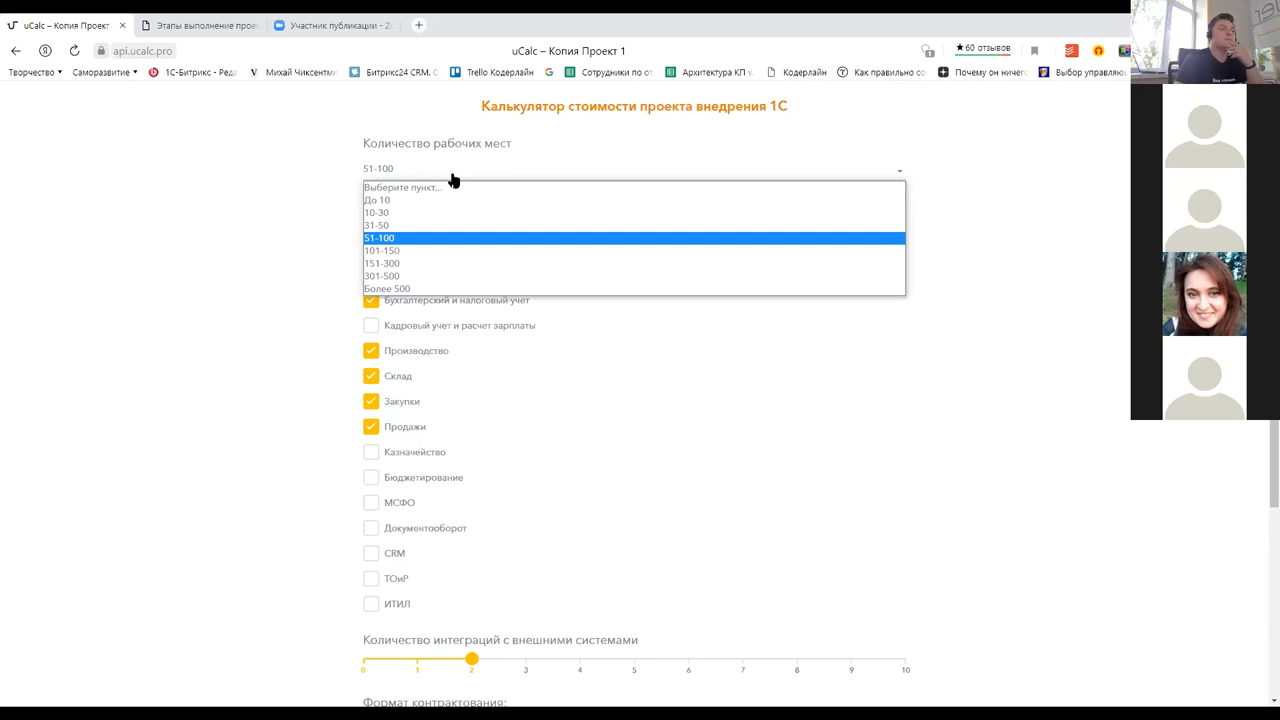 uCalc – Копия Проект
Этапы выполнение прое
Участник публикации - Zo
api.ucalc.pro
uCalc – Копия Проект 1
★ 60 отзывов
Творчество
Саморазвитие
1С-Битрикс - Реда
Михай Чиксентми
Битрикс24 CRM. С
Trello Кодерлайн
Сотрудники по от
Архитектура КП v
Кодерлайн
Как правильно со
Почему он ничег
Выбор управляю
Калькулятор стоимости проекта внедрения 1С
Количество рабочих мест
51-100
Выберите пункт...
До 10
10-30
31-50
51-100
101-150
151-300
301-500
Более 500
Бухгалтерский и налоговый учет
Кадровый учет и расчет зарплаты
Производство
Склад
Закупки
Продажи
Казначейство
Бюджетирование
МСФО
Документооборот
CRM
ТОиР
ИТИЛ
Количество интеграций с внешними системами
0 1 2 3 4 5 6 7 8 9 10
Формат контрактования: